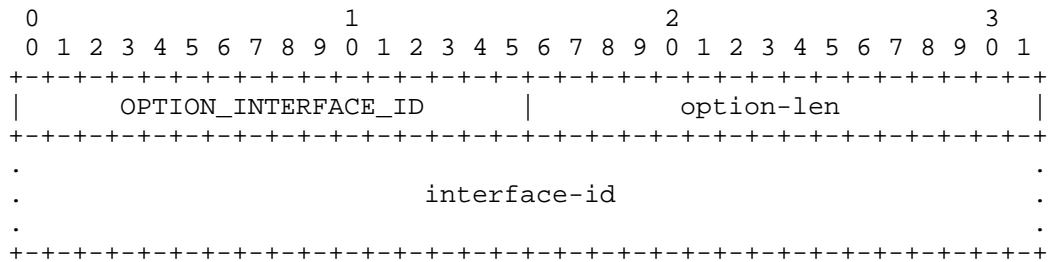 0                   1                   2                   3
 0 1 2 3 4 5 6 7 8 9 0 1 2 3 4 5 6 7 8 9 0 1 2 3 4 5 6 7 8 9 0 1
+-+-+-+-+-+-+-+-+-+-+-+-+-+-+-+-+-+-+-+-+-+-+-+-+-+-+-+-+-+-+-+-+
|      OPTION_INTERFACE_ID      |         option-len            |
+-+-+-+-+-+-+-+-+-+-+-+-+-+-+-+-+-+-+-+-+-+-+-+-+-+-+-+-+-+-+-+-+
.                                                               .
.                         interface-id                          .
.                                                               .
+-+-+-+-+-+-+-+-+-+-+-+-+-+-+-+-+-+-+-+-+-+-+-+-+-+-+-+-+-+-+-+-+